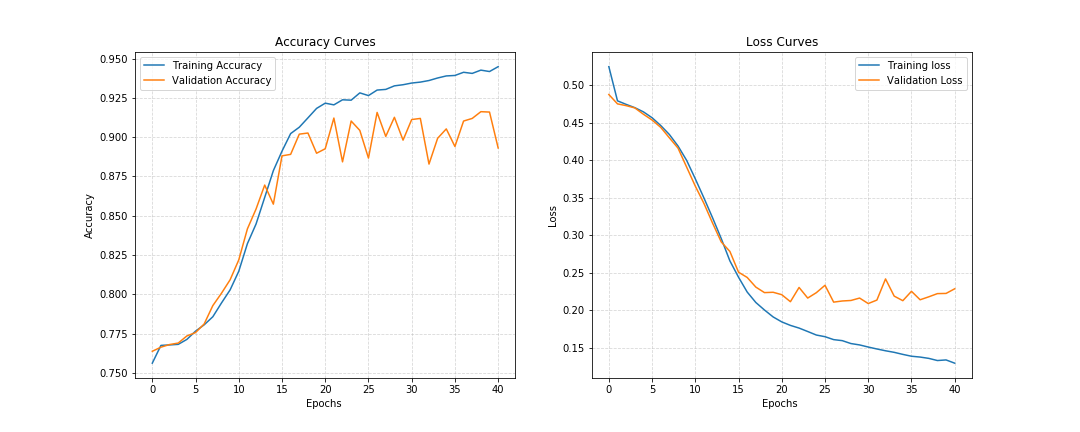 Accuracy Curves
0.950
0.925
0.900
0.875
0.850
0.825
0.800
0.775
0.750
Accuracy
Training Accuracy
Validation Accuracy
0 5 10 15 20 25 30 35 40
Epochs
Loss Curves
0.50
0.45
0.40
0.35
0.30
0.25
0.20
0.15
Loss
Training loss
Validation Loss
0 5 10 15 20 25 30 35 40
Epochs